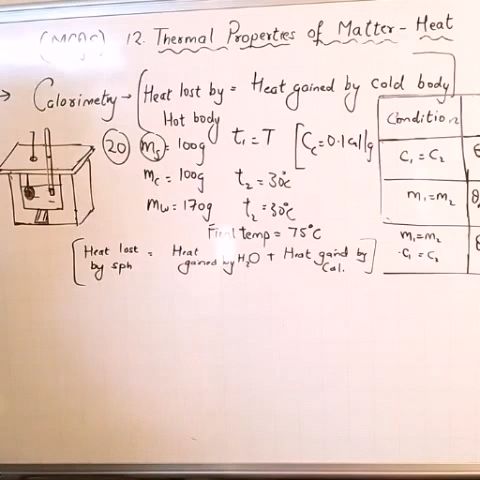 (MCQs) 12. Thermal Properties of Matter - Heat
→ Calorimetry → [Heat lost by = Heat gained by cold body]
Hot body
20 ms = 100g t₁ = T [Cc = 0.1 cal/g
mc = 100g t₂ = 30°C
mw = 170g t₂ = 30°C
Final temp = 75°C
[Heat lost = Heat gained by H₂O + Heat gaind by Cal.]
by sph
Condition
C₁ = C₂
m₁ = m₂
m₁ = m₂
C₁ = C₂